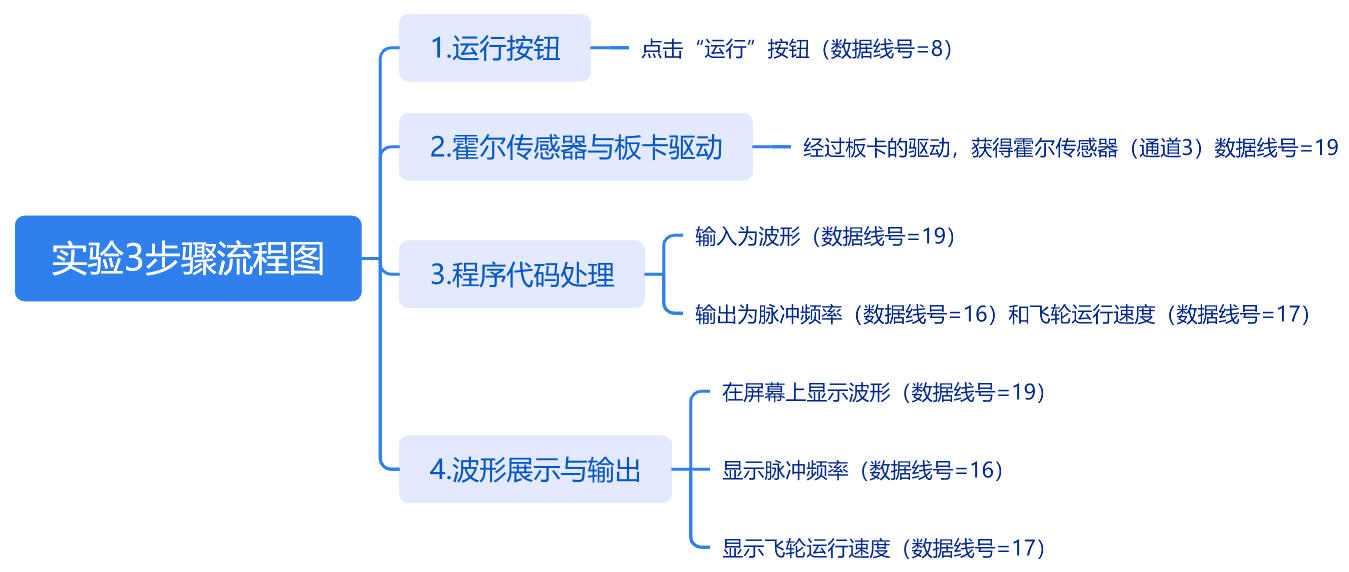 实验3步骤流程图
1.运行按钮
点击“运行”按钮（数据线号=8）
2.霍尔传感器与板卡驱动
经过板卡的驱动，获得霍尔传感器（通道3）数据线号=19
3.程序代码处理
输入为波形（数据线号=19）
输出为脉冲频率（数据线号=16）和飞轮运行速度（数据线号=17）
4.波形展示与输出
在屏幕上显示波形（数据线号=19）
显示脉冲频率（数据线号=16）
显示飞轮运行速度（数据线号=17）